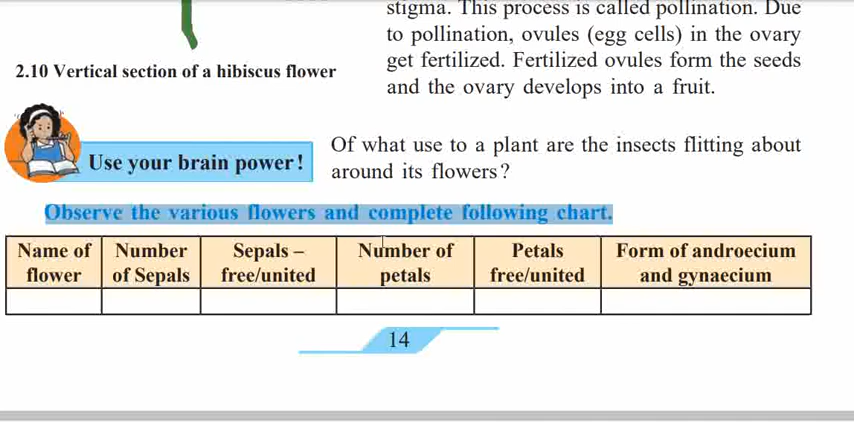 stigma. This process is called pollination. Due
to pollination, ovules (egg cells) in the ovary
get fertilized. Fertilized ovules form the seeds
and the ovary develops into a fruit.
2.10 Vertical section of a hibiscus flower
Use your brain power!
Of what use to a plant are the insects flitting about
around its flowers?
Observe the various flowers and complete following chart.
Name of flower | Number of Sepals | Sepals – free/united | Number of petals | Petals free/united | Form of androecium and gynaecium
14